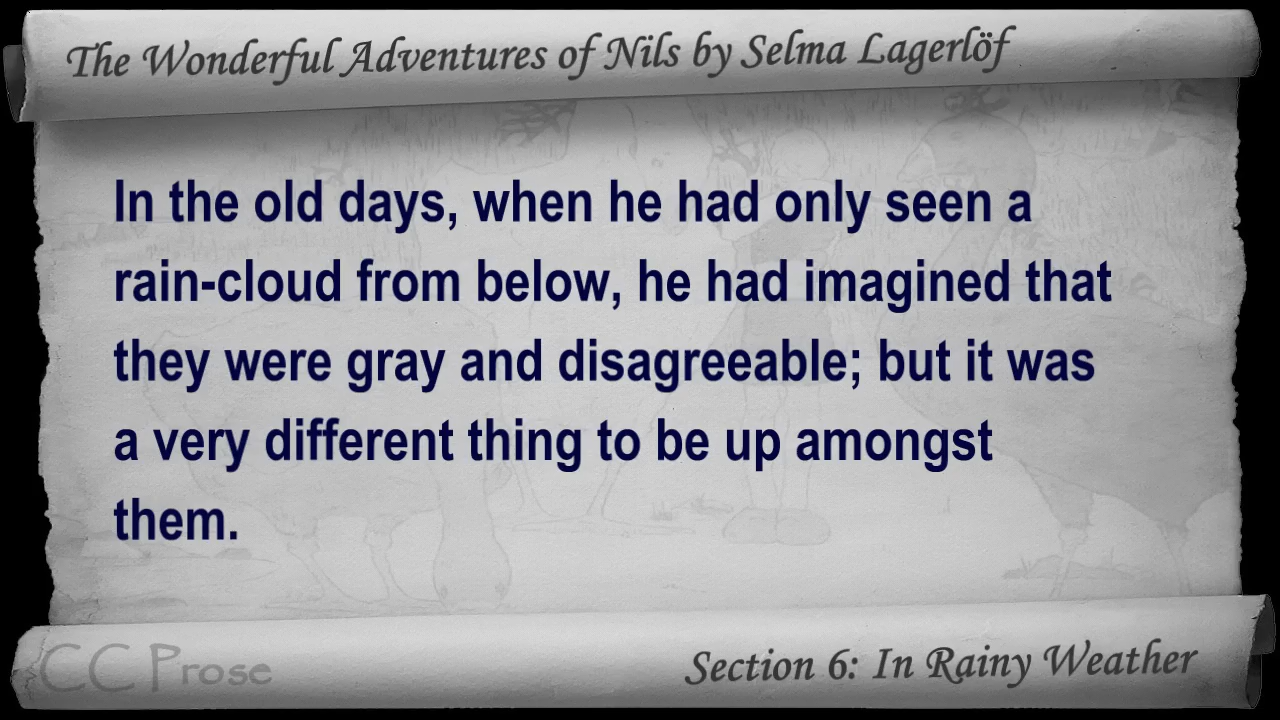 The Wonderful Adventures of Nils by Selma Lagerlöf
In the old days, when he had only seen a
rain-cloud from below, he had imagined that
they were gray and disagreeable; but it was
a very different thing to be up amongst
them.
CC Prose
Section 6: In Rainy Weather